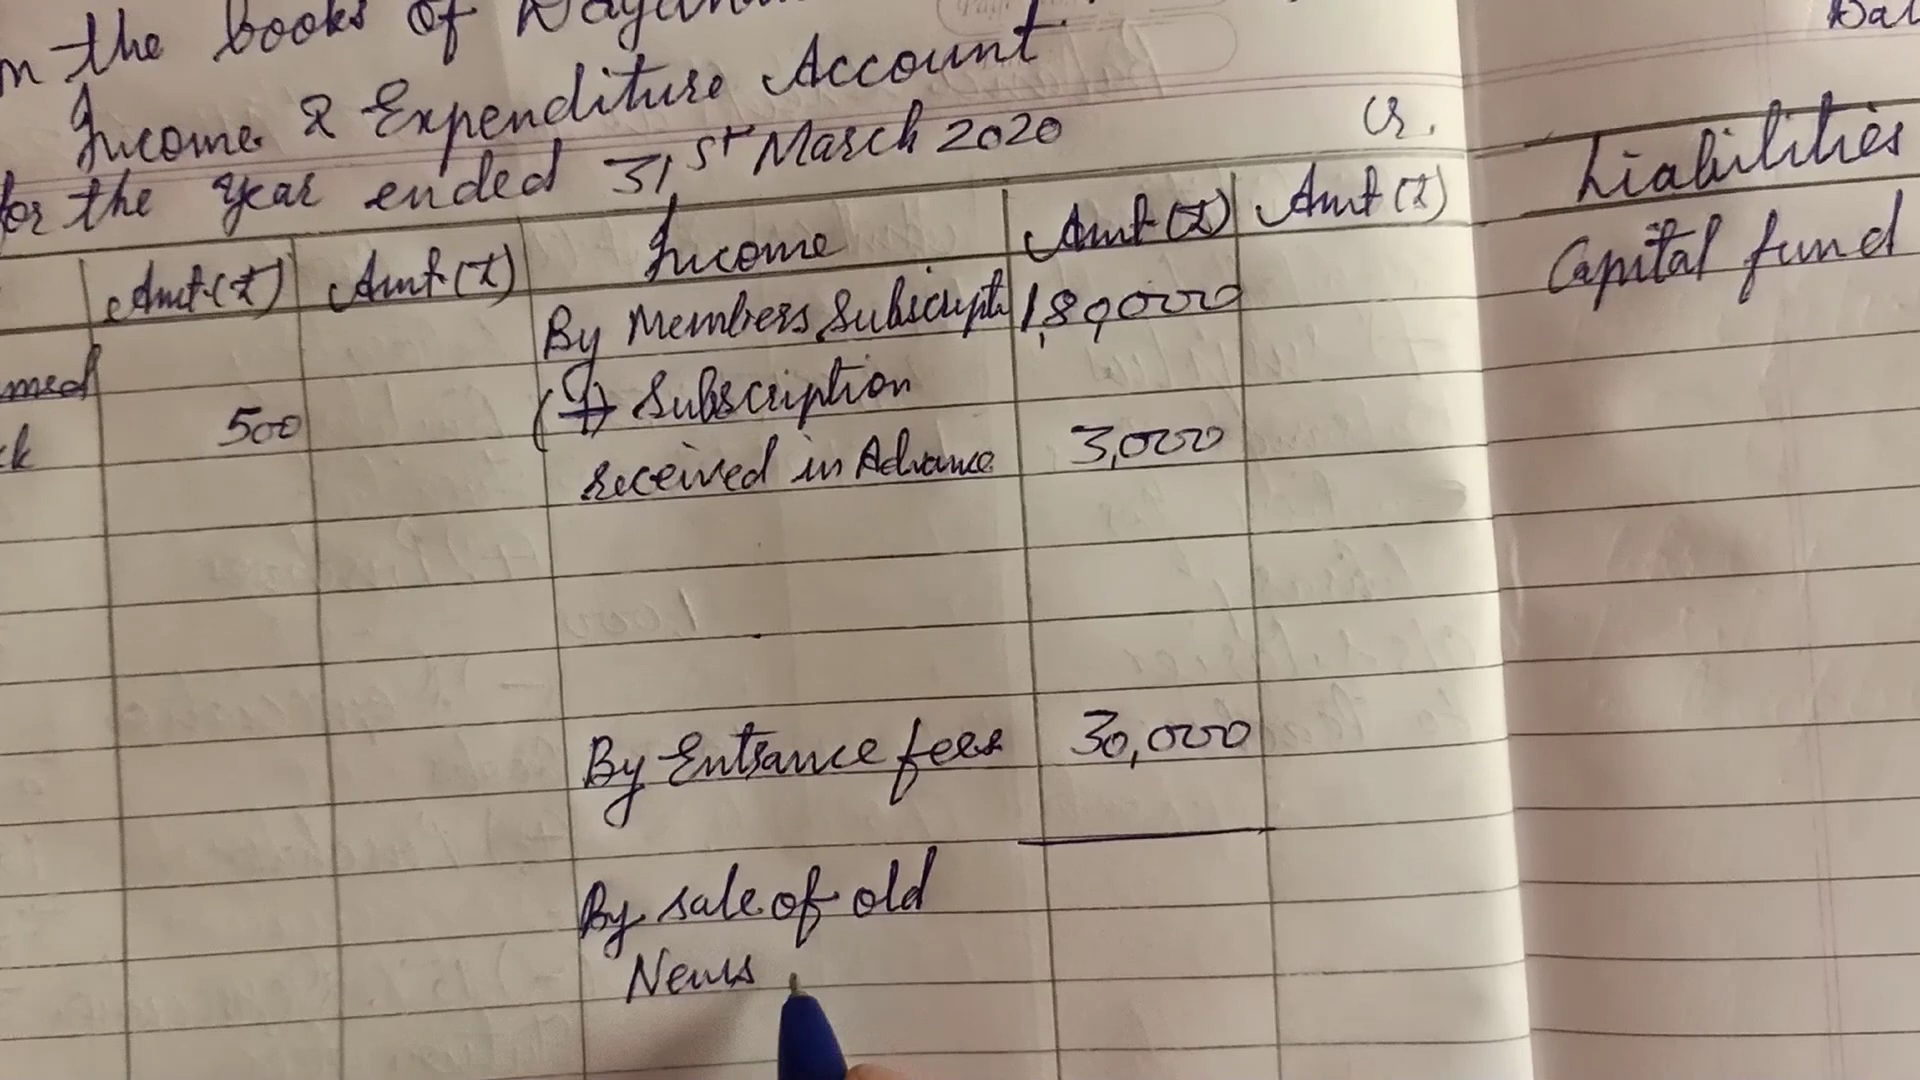 the books of
Income & Expenditure Account
for the year ended 31st March 2020
Cr.
Amt.(₹) Amt.(₹) Income Amt(₹) Amt(₹)
By Members Subscript 1,80,000
(+) Subscription
500 received in Advance 3,000
By Entrance fees 30,000
By sale of old
News
Liabilities
Capital fund